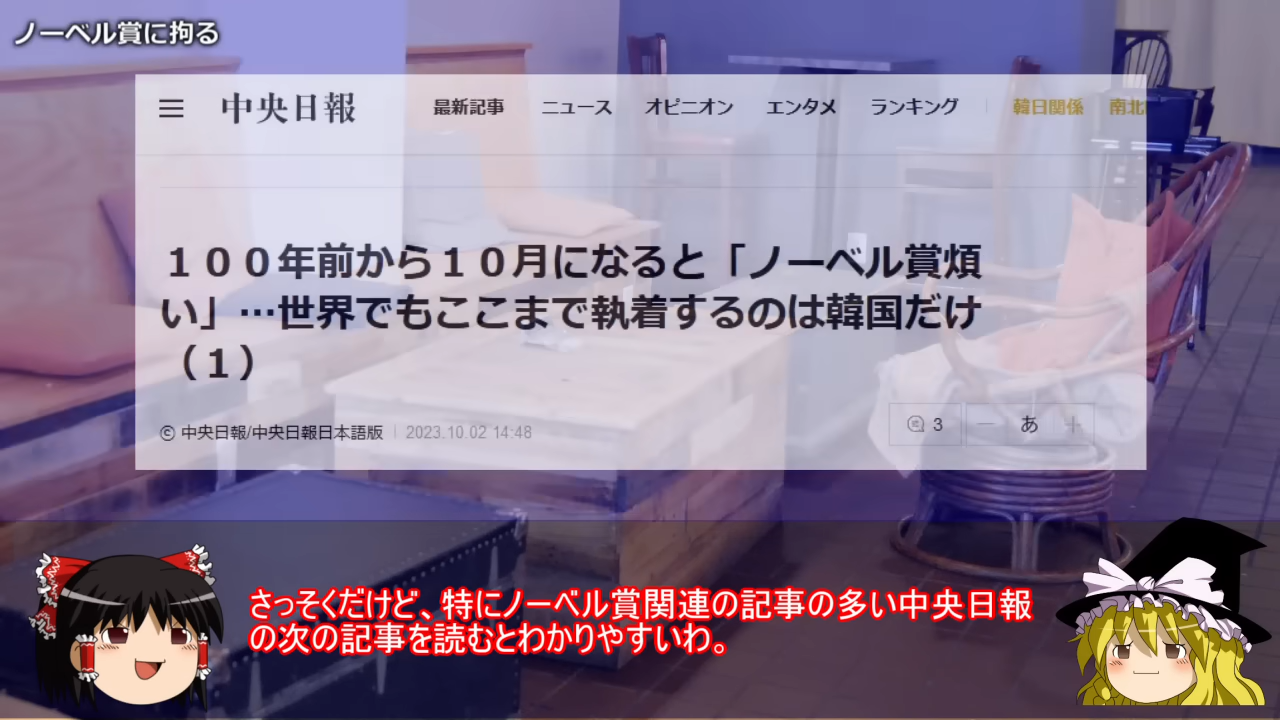 ノーベル賞に拘る
中央日報
最新記事 ニュース オピニオン エンタメ ランキング 韓日関係 南北
１００年前から１０月になると「ノーベル賞煩
い」…世界でもここまで執着するのは韓国だけ
（１）
ⓒ 中央日報/中央日報日本語版 2023.10.02 14:48
3 － あ ＋
さっそくだけど、特にノーベル賞関連の記事の多い中央日報
の次の記事を読むとわかりやすいわ。